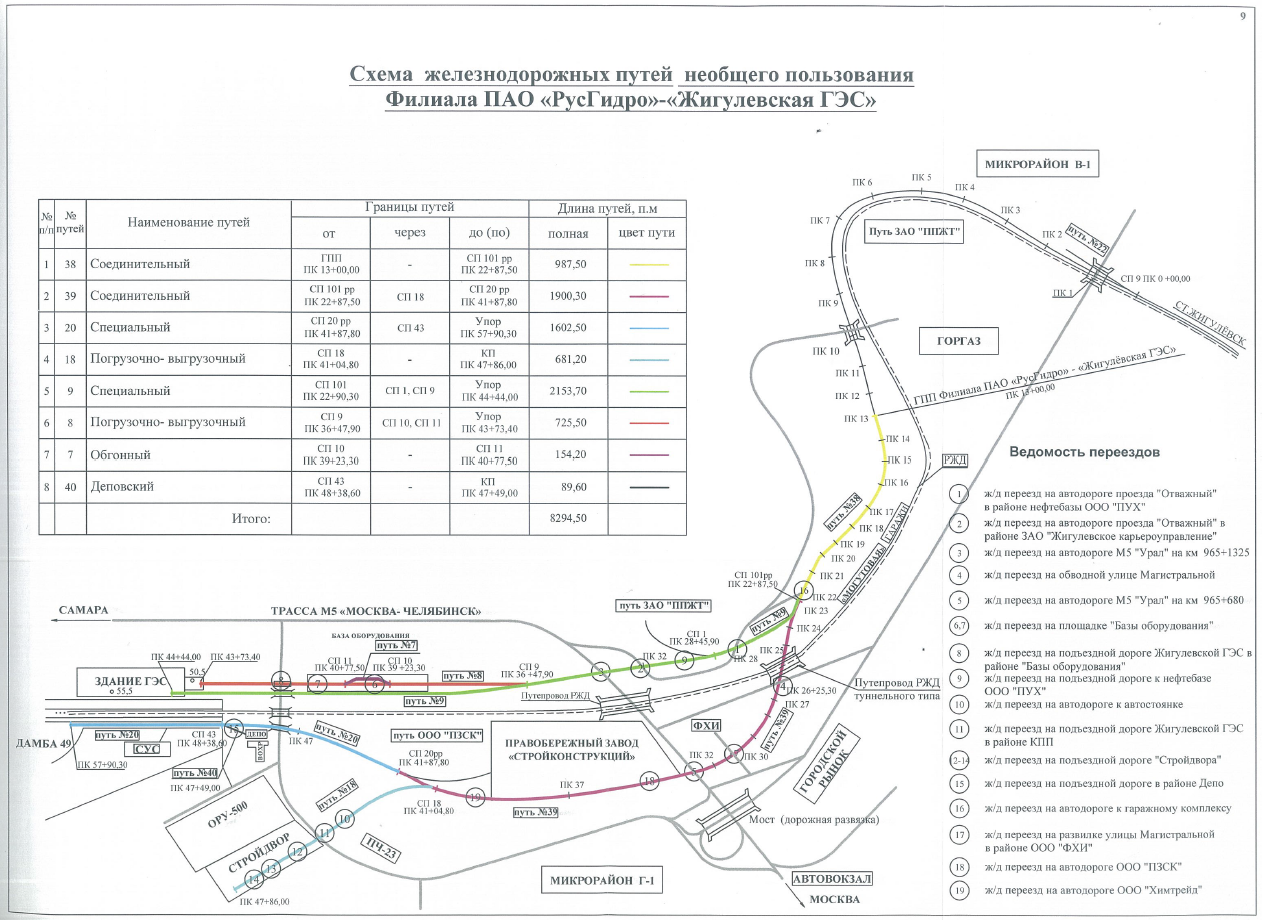 9
Схема железнодорожных путей необщего пользования
Филиала ПАО «РусГидро»-«Жигулевская ГЭС»
№ п/п
№ путей
Наименование путей
Границы путей
Длина путей, п.м
от
через
до (по)
полная
цвет пути
1 38 Соединительный ГПП ПК 13+00,00 - СП 101 рр ПК 22+87,50 987,50
2 39 Соединительный СП 101 рр ПК 22+87,50 СП 18 СП 20 рр ПК 41+87,80 1900,30
3 20 Специальный СП 20 рр ПК 41+87,80 СП 43 Упор ПК 57+90,30 1602,50
4 18 Погрузочно- выгрузочный СП 18 ПК 41+04,80 - КП ПК 47+86,00 681,20
5 9 Специальный СП 101 ПК 22+90,30 СП 1, СП 9 Упор ПК 44+44,00 2153,70
6 8 Погрузочно- выгрузочный СП 9 ПК 36+47,90 СП 10, СП 11 Упор ПК 43+73,40 725,50
7 7 Обгонный СП 10 ПК 39+23,30 - СП 11 ПК 40+77,50 154,20
8 40 Деповский СП 43 ПК 48+38,60 - КП ПК 47+49,00 89,60
Итого: 8294,50
МИКРОРАЙОН В-1
ПК 6
ПК 5
ПК 4
ПК 3
ПК 7
ПК 2
путь №22
Путь ЗАО "ППЖТ"
ПК 8
СП 9 ПК 0 +00,00
ПК 1
ПК 9
СТ.ЖИГУЛЁВСК
ГОРГАЗ
ПК 10
ПК 11
ГПП Филиала ПАО «РусГидро» - «Жигулёвская ГЭС»
ПК 13+00,00
ПК 12
ПК 13
ПК 14
ПК 15
РЖД
ПК 16
путь №38
ПК 17
ГАРАЖИ
ПК 18
ПК 19
ПК 20
«МОГУТОВАЯ»
СП 101рр
ПК 22+87,50
ПК 21
16
ПК 22
ПК 23
ПК 24
САМАРА
ТРАССА М5 «МОСКВА- ЧЕЛЯБИНСК»
путь ЗАО "ППЖТ"
путь №9
БАЗА ОБОРУДОВАНИЯ
путь №7
СП 1
ПК 28+45,90
1
ПК 28
ПК 25
ПК 44+44,00
ПК 43+73,40
СП 11
ПК 40+77,50
СП 10
ПК 39 +23,30
СП 9
ПК 36 +47,90
3
2
ПК 32
9
ЗДАНИЕ ГЭС
55,5
50,5
8
7
6
путь №8
путь №9
Путепровод РЖД
4
ПК 26+25,30
ПК 27
Путепровод РЖД
туннельного типа
ФХИ
путь №39
ДАМБА 49
путь №20
СП 43
ПК 48+38,60
15
СУС
ДЕПО
ВОХР
ПК 47
путь №20
путь ООО "ПЗСК"
ПРАВОБЕРЕЖНЫЙ ЗАВОД
«СТРОЙКОНСТРУКЦИЙ»
17
ПК 30
ПК 32
5
18
ГОРОДСКОЙ
РЫНОК
ПК 57+90,30
путь №40
ПК 47+49,00
СП 20рр
ПК 41+87,80
СП 18
ПК 41+04,80
19
ПК 37
путь №39
Мост (дорожная развязка)
ОРУ-500
путь №18
10
11
12
13
14
СТРОЙДВОР
ПЧ-23
ПК 47+86,00
МИКРОРАЙОН Г-1
АВТОВОКЗАЛ
МОСКВА
Ведомость переездов
1 ж/д переезд на автодороге проезда "Отважный"
в районе нефтебазы ООО "ПУХ"
2 ж/д переезд на автодороге проезда "Отважный" в
районе ЗАО "Жигулевское карьероуправление"
3 ж/д переезд на автодороге М5 "Урал" на км 965+1325
4 ж/д переезд на обводной улице Магистральной
5 ж/д переезд на автодороге М5 "Урал" на км 965+680
6,7 ж/д переезд на площадке "Базы оборудования"
8 ж/д переезд на подъездной дороге Жигулевской ГЭС в
районе "Базы оборудования"
9 ж/д переезд на подъездной дороге к нефтебазе
ООО "ПУХ"
10 ж/д переезд на автодороге к автостоянке
11 ж/д переезд на подъездной дороге Жигулевской ГЭС
в районе КПП
12-14 ж/д переезд на подъездной дороге "Стройдвора"
15 ж/д переезд на подъездной дороге в районе Депо
16 ж/д переезд на автодороге к гаражному комплексу
17 ж/д переезд на развилке улицы Магистральной
в районе ООО "ФХИ"
18 ж/д переезд на автодороге ООО "ПЗСК"
19 ж/д переезд на автодороге ООО "Химтрейд"